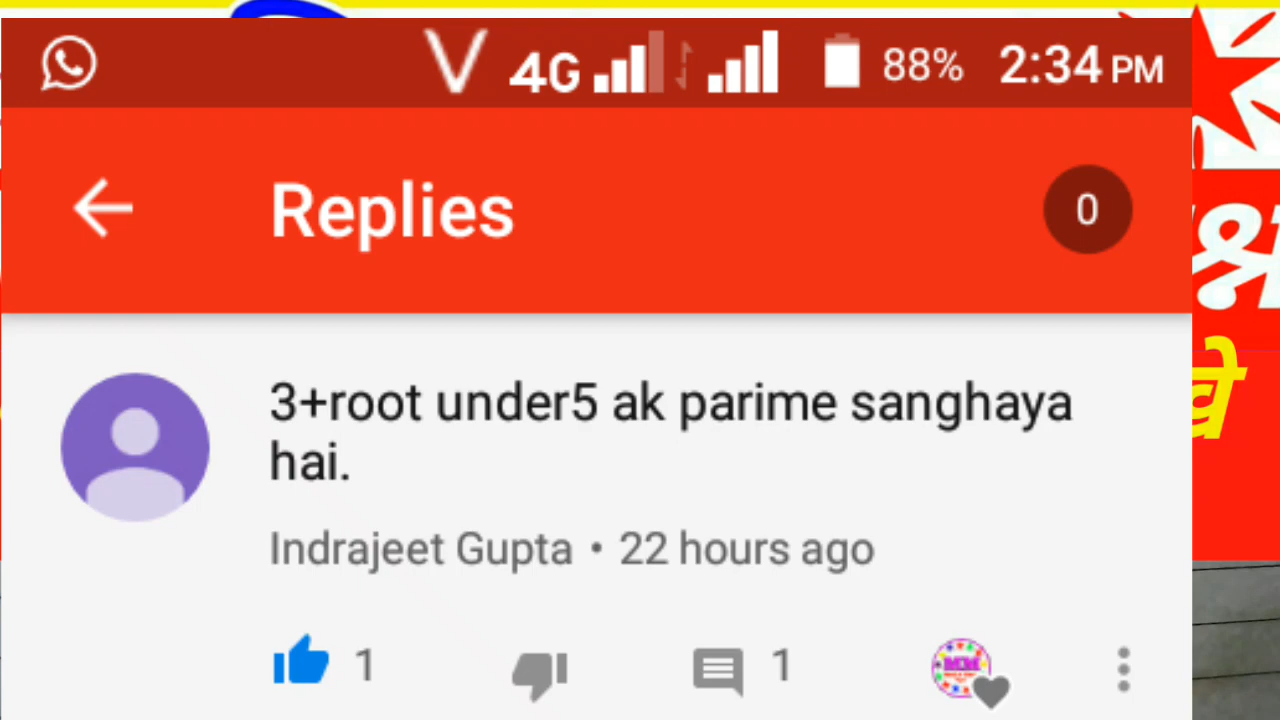 V 4G 88% 2:34 PM
Replies
0
3+root under5 ak parime sanghaya
hai.
Indrajeet Gupta • 22 hours ago
1 1
MM
वे